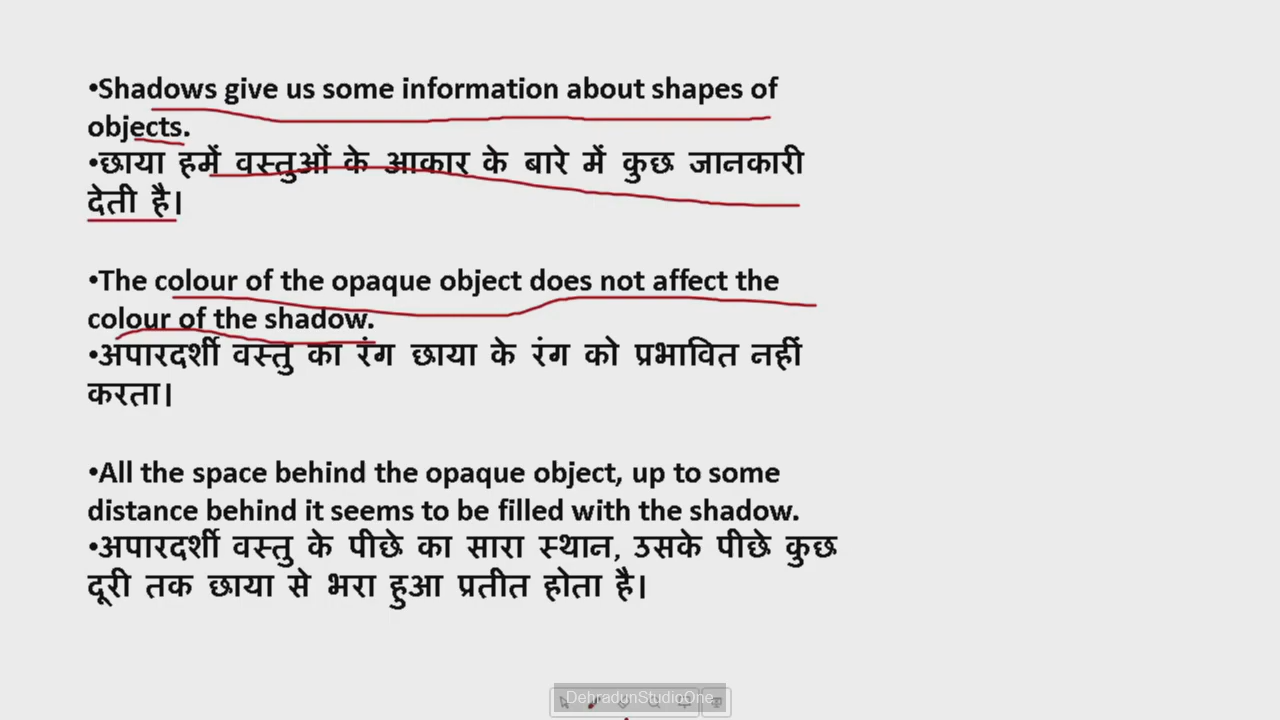 •Shadows give us some information about shapes of
objects.
•छाया हमें वस्तुओं के आकार के बारे में कुछ जानकारी
देती है।
•The colour of the opaque object does not affect the
colour of the shadow.
•अपारदर्शी वस्तु का रंग छाया के रंग को प्रभावित नहीं
करता।
•All the space behind the opaque object, up to some
distance behind it seems to be filled with the shadow.
•अपारदर्शी वस्तु के पीछे का सारा स्थान, उसके पीछे कुछ
दूरी तक छाया से भरा हुआ प्रतीत होता है।
DehradunStudioOne